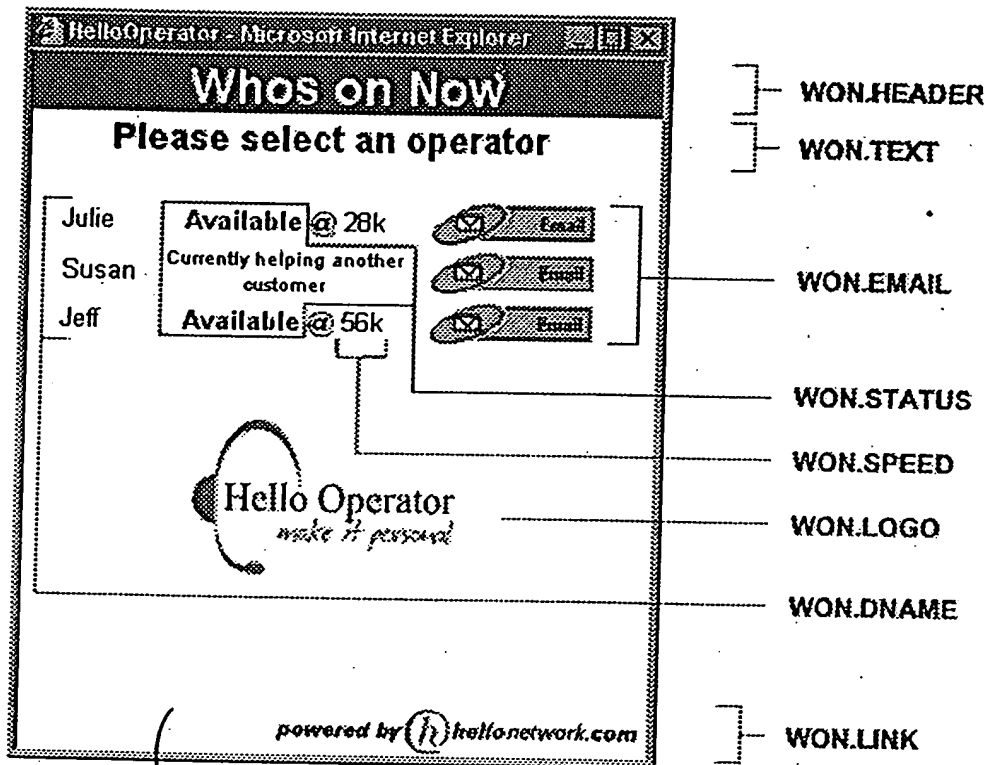 HelloOperator - Microsoft Internet Explorer
Whos on Now
WON.HEADER
Please select an operator
WON.TEXT
Julie Available @ 28k Email
Susan Currently helping another customer Email
WON.EMAIL
Jeff Available @ 56k Email
WON.STATUS
WON.SPEED
Hello Operator
make it personal
WON.LOGO
WON.DNAME
powered by h hellonetwork.com
WON.LINK